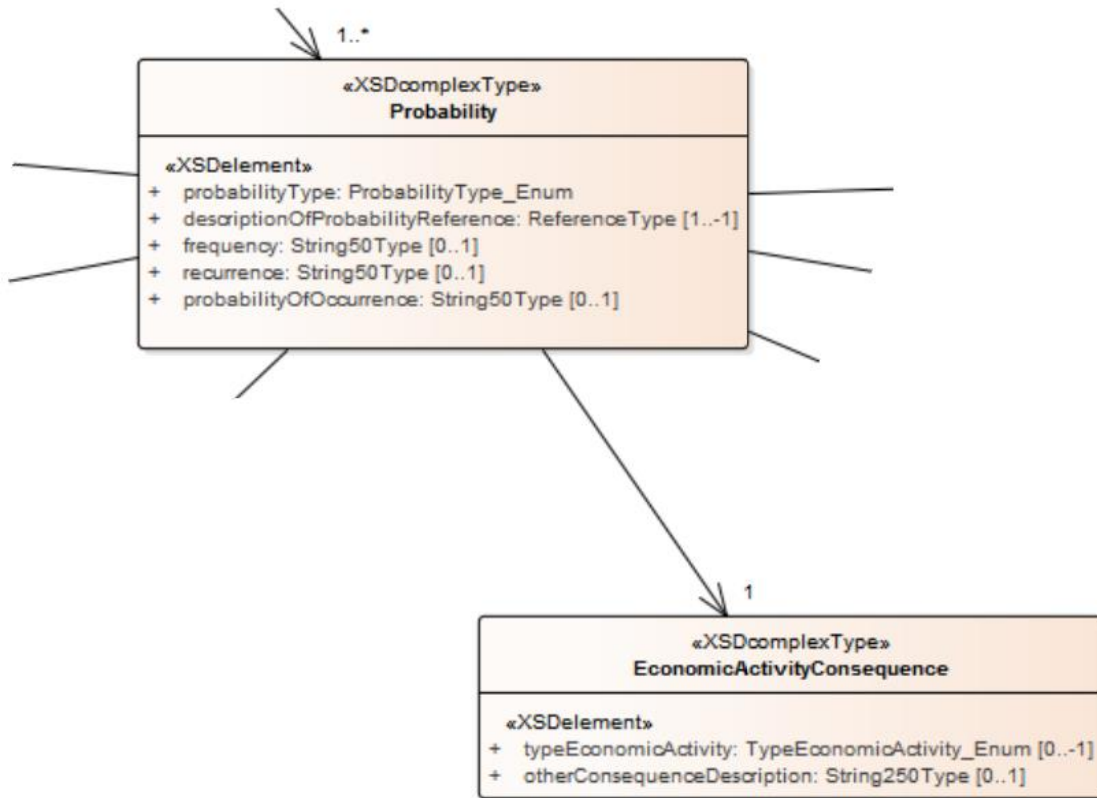 1..*
«XSDcomplexType»
Probability
«XSDelement»
+ probabilityType: ProbabilityType_Enum
+ descriptionOfProbabilityReference: ReferenceType [1..-1]
+ frequency: String50Type [0..1]
+ recurrence: String50Type [0..1]
+ probabilityOfOccurrence: String50Type [0..1]
1
«XSDcomplexType»
EconomicActivityConsequence
«XSDelement»
+ typeEconomicActivity: TypeEconomicActivity_Enum [0..-1]
+ otherConsequenceDescription: String250Type [0..1]